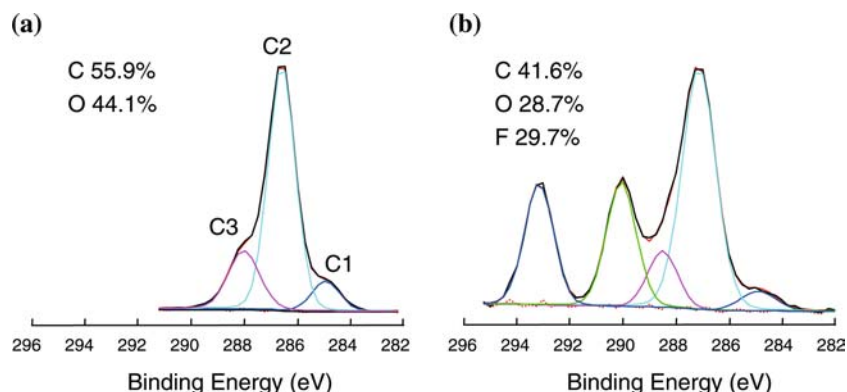 (a)
C 55.9%
O 44.1%
C2
C3
C1
296 294 292 290 288 286 284 282
Binding Energy (eV)
(b)
C 41.6%
O 28.7%
F 29.7%
296 294 292 290 288 286 284 282
Binding Energy (eV)